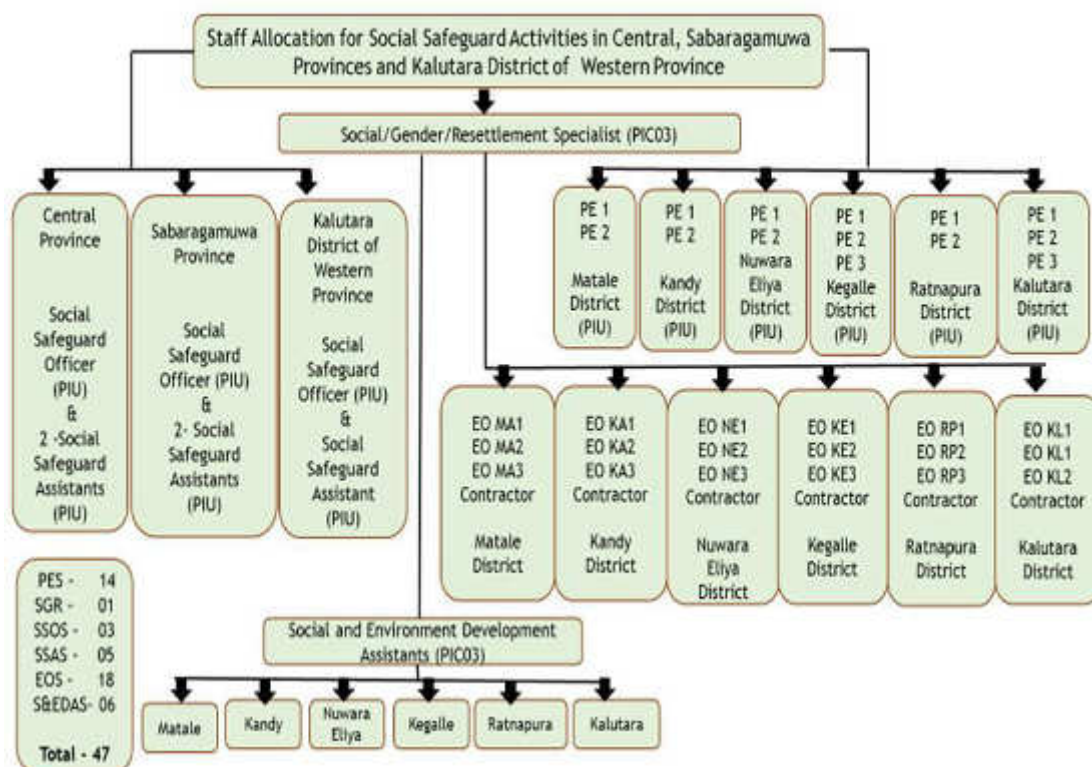 Staff Allocation for Social Safeguard Activities in Central, Sabaragamuwa
Provinces and Kalutara District of Western Province
Social/Gender/Resettlement Specialist (PIC03)
Central
Province
Social
Safeguard
Officer (PIU)
&
2 -Social
Safeguard
Assistants
(PIU)
Sabaragamuwa
Province
Social
Safeguard
Officer (PIU)
&
2- Social
Safeguard
Assistants (PIU)
Kalutara
District of
Western
Province
Social
Safeguard
Officer (PIU)
&
Social
Safeguard
Assistant
(PIU)
PE 1
PE 2
Matale
District
(PIU)
PE 1
PE 2
Kandy
District
(PIU)
PE 1
PE 2
Nuwara
Eliya
District
(PIU)
PE 1
PE 2
PE 3
Kegalle
District
(PIU)
PE 1
PE 2
Ratnapura
District
(PIU)
PE 1
PE 2
PE 3
Kalutara
District
(PIU)
EO MA1
EO MA2
EO MA3
Contractor
Matale
District
EO KA1
EO KA2
EO KA3
Contractor
Kandy
District
EO NE1
EO NE2
EO NE3
Contractor
Nuwara
Eliya
District
EO KE1
EO KE2
EO KE3
Contractor
Kegalle
District
EO RP1
EO RP2
EO RP3
Contractor
Ratnapura
District
EO KL1
EO KL1
EO KL2
Contractor
Kalutara
District
PES - 14
SGR - 01
SSOS - 03
SSAS - 05
EOS - 18
S&EDAS- 06
Total - 47
Social and Environment Development
Assistants (PIC03)
Matale
Kandy
Nuwara
Eliya
Kegalle
Ratnapura
Kalutara